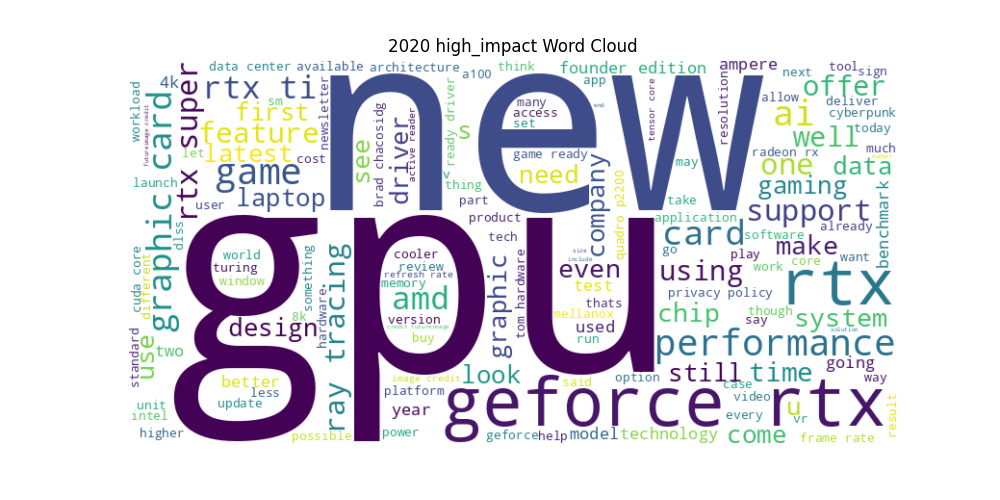 2020 high_impact Word Cloud
new
gpu
geforce rtx
rtx
performance
rtx super
rtx ti
graphic card
ray tracing
game
feature
first
latest
laptop
driver
see
s
need
company
ai
offer
well
one
data
gaming
support
card
make
using
even
chip
system
still
time
look
graphic
amd
design
use
two
come
u
model
technology
year
better
update
less
data center
available
architecture
a100
think
founder edition
app
ampere
next
tool
sign
allow
deliver
cyberpunk
today
much
radeon rx
may
take
already
application
software
want
benchmark
core
work
play
go
privacy policy
though
say
going
way
case
video
every
vr
result
frame rate
option
said
mellanox
used
run
thats
test
size
include
quadro p2200
tensor core
resolution
many
access
set
game ready
ready driver
v
thing
part
product
tech
tom hardware
brad chacosidg
active reader
newsletter
cost
sm
4k
workload
futureimage credit
let
launch
user
dlss
cuda core
different
standard
unit
intel
higher
world
turing
window
8k
something
hardware
cooler
review
refresh rate
memory
version
credit futureimage
buy
image credit
platform
power
possible
geforce
help
solution
end